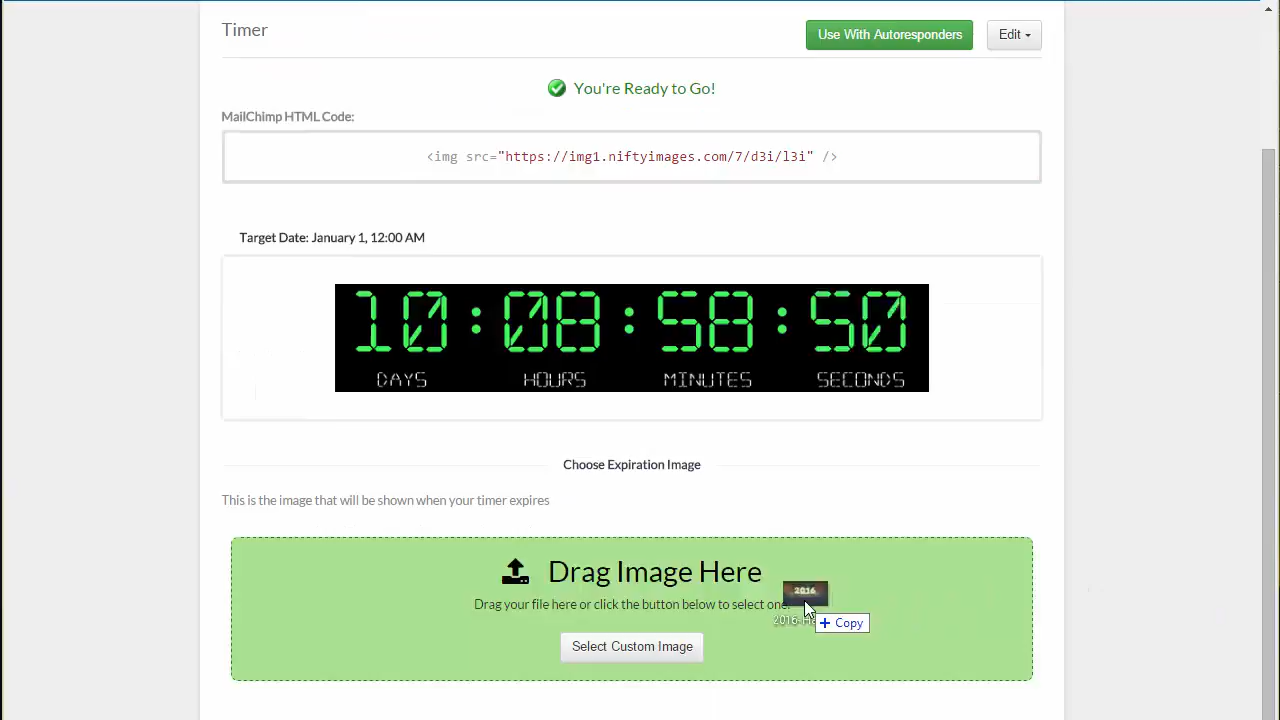 Timer
Use With Autoresponders
Edit
You're Ready to Go!
MailChimp HTML Code:
<img src="https://img1.niftyimages.com/7/d3i/l3i" />
Target Date: January 1, 12:00 AM
10:08:58:50
DAYS HOURS MINUTES SECONDS
Choose Expiration Image
This is the image that will be shown when your timer expires
Drag Image Here
Drag your file here or click the button below to select one.
2016
+ Copy
Select Custom Image